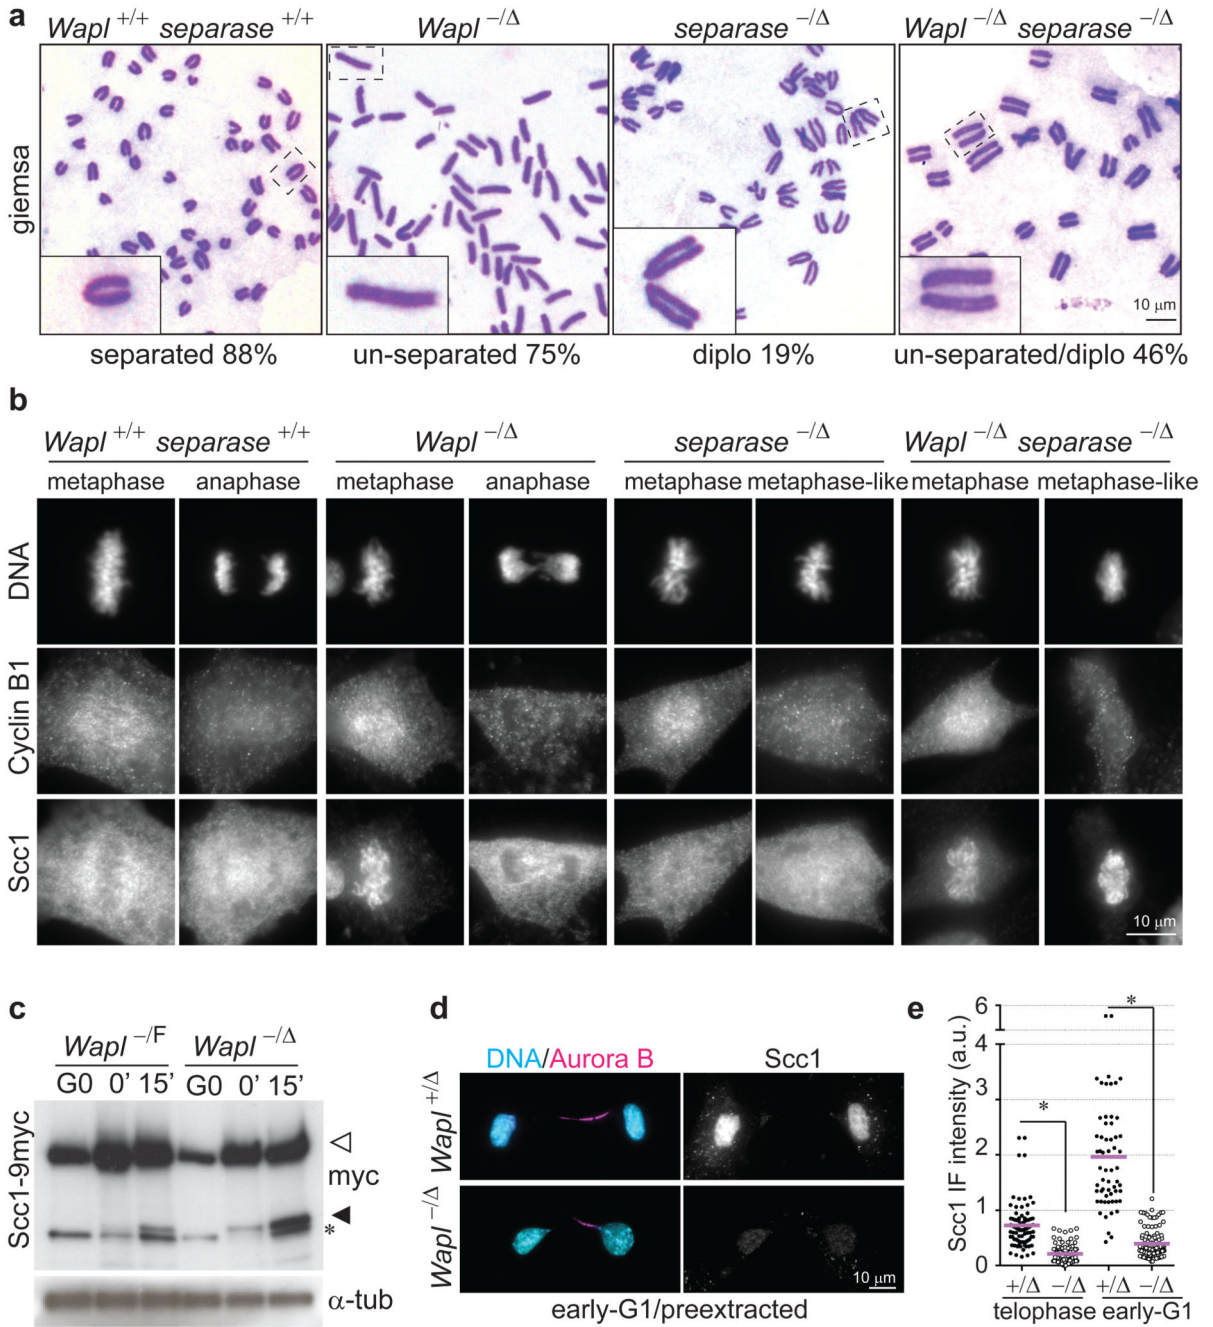 a
Wapl +/+ separase +/+ Wapl −/Δ separase −/Δ Wapl −/Δ separase −/Δ
giemsa
10 µm
separated 88% un-separated 75% diplo 19% un-separated/diplo 46%
b
Wapl +/+ separase +/+ Wapl −/Δ separase −/Δ Wapl −/Δ separase −/Δ
metaphase anaphase metaphase anaphase metaphase metaphase-like metaphase metaphase-like
DNA
Cyclin B1
Scc1
10 µm
c
Wapl −/F Wapl −/Δ
G0 0’ 15’ G0 0’ 15’
Scc1-9myc
myc
*
α-tub
d
DNA/Aurora B Scc1
Wapl +/Δ
Wapl −/Δ
10 µm
early-G1/preextracted
e
Scc1 IF intensity (a.u.)
6
4
3
2
1
0
*
*
+/Δ −/Δ +/Δ −/Δ
telophase early-G1